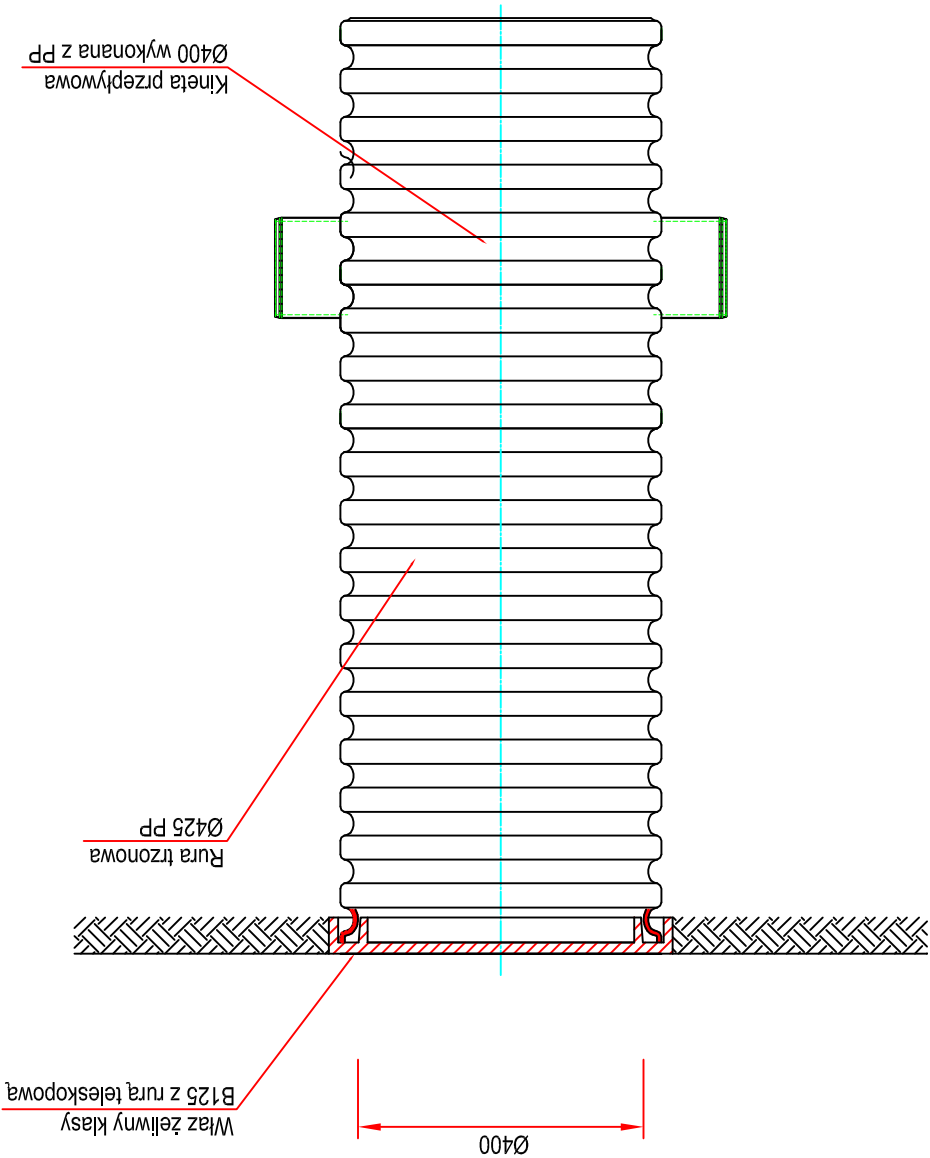 Ø400
Właz żeliwny klasy
B125 z rurą teleskopową
Rura trzonowa
Ø425 PP
Kineta przepływowa
Ø400 wykonana z PP